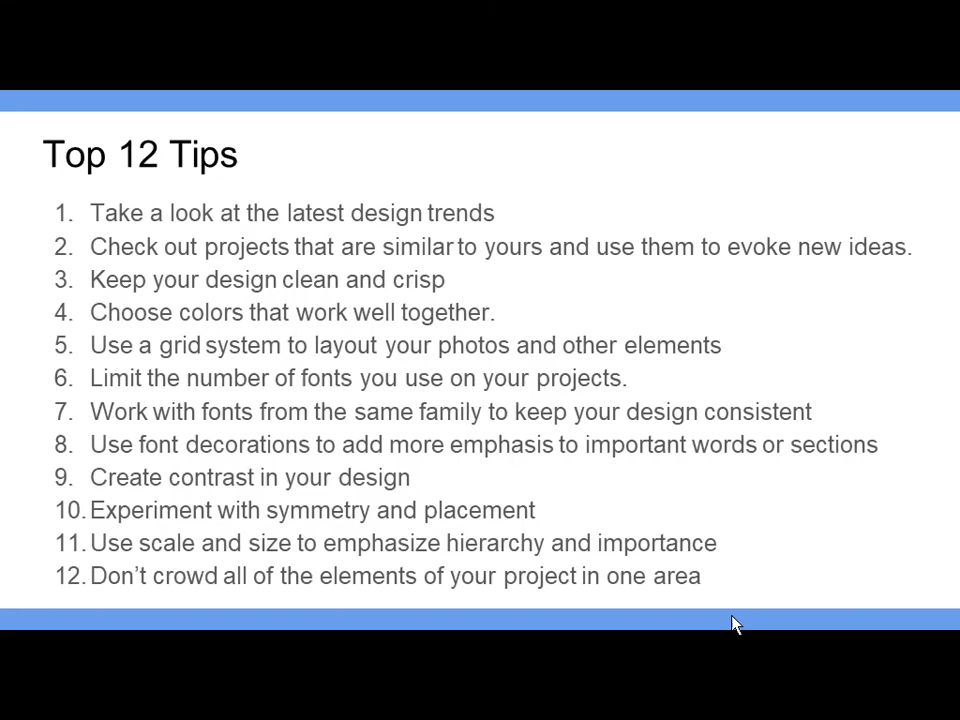 Top 12 Tips
1. Take a look at the latest design trends
2. Check out projects that are similar to yours and use them to evoke new ideas.
3. Keep your design clean and crisp
4. Choose colors that work well together.
5. Use a grid system to layout your photos and other elements
6. Limit the number of fonts you use on your projects.
7. Work with fonts from the same family to keep your design consistent
8. Use font decorations to add more emphasis to important words or sections
9. Create contrast in your design
10. Experiment with symmetry and placement
11. Use scale and size to emphasize hierarchy and importance
12. Don’t crowd all of the elements of your project in one area